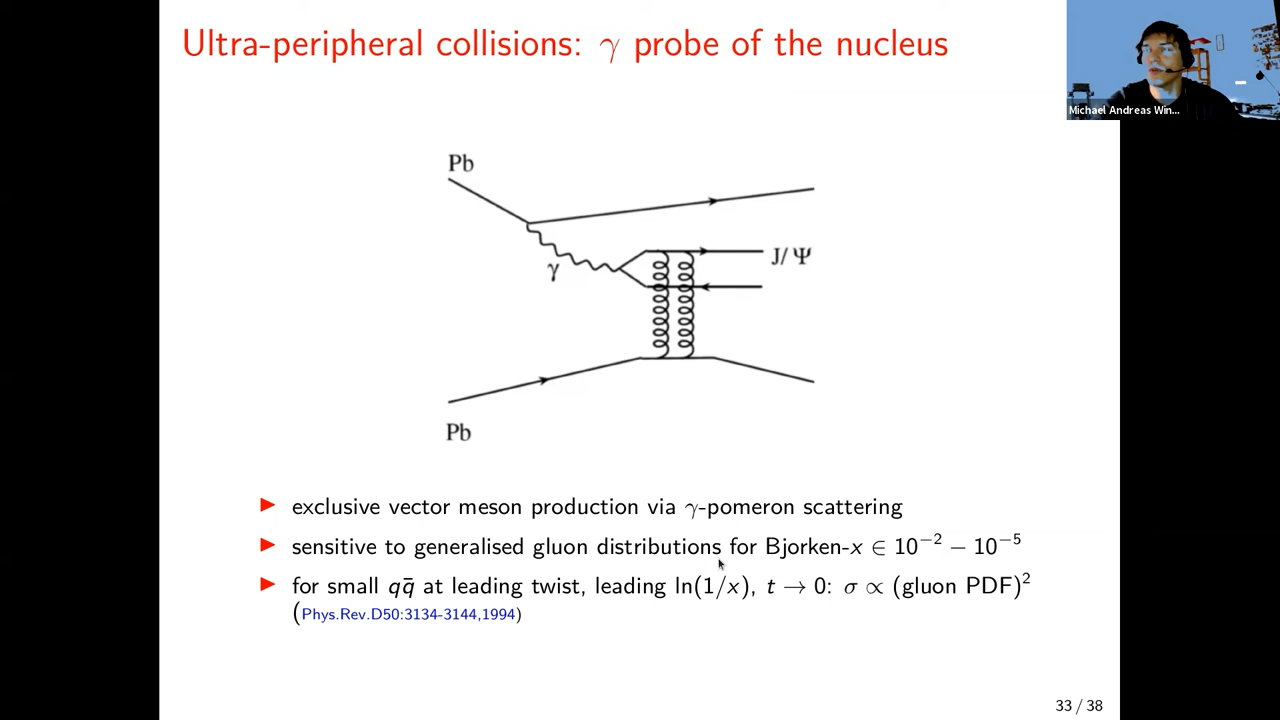 Ultra-peripheral collisions: γ probe of the nucleus
Michael Andreas Win...
Pb
γ
J/Ψ
Pb
exclusive vector meson production via γ-pomeron scattering
sensitive to generalised gluon distributions for Bjorken-x ∈ 10⁻² − 10⁻⁵
for small qq̄ at leading twist, leading ln(1/x), t → 0: σ ∝ (gluon PDF)²
(Phys.Rev.D50:3134-3144,1994)
33 / 38